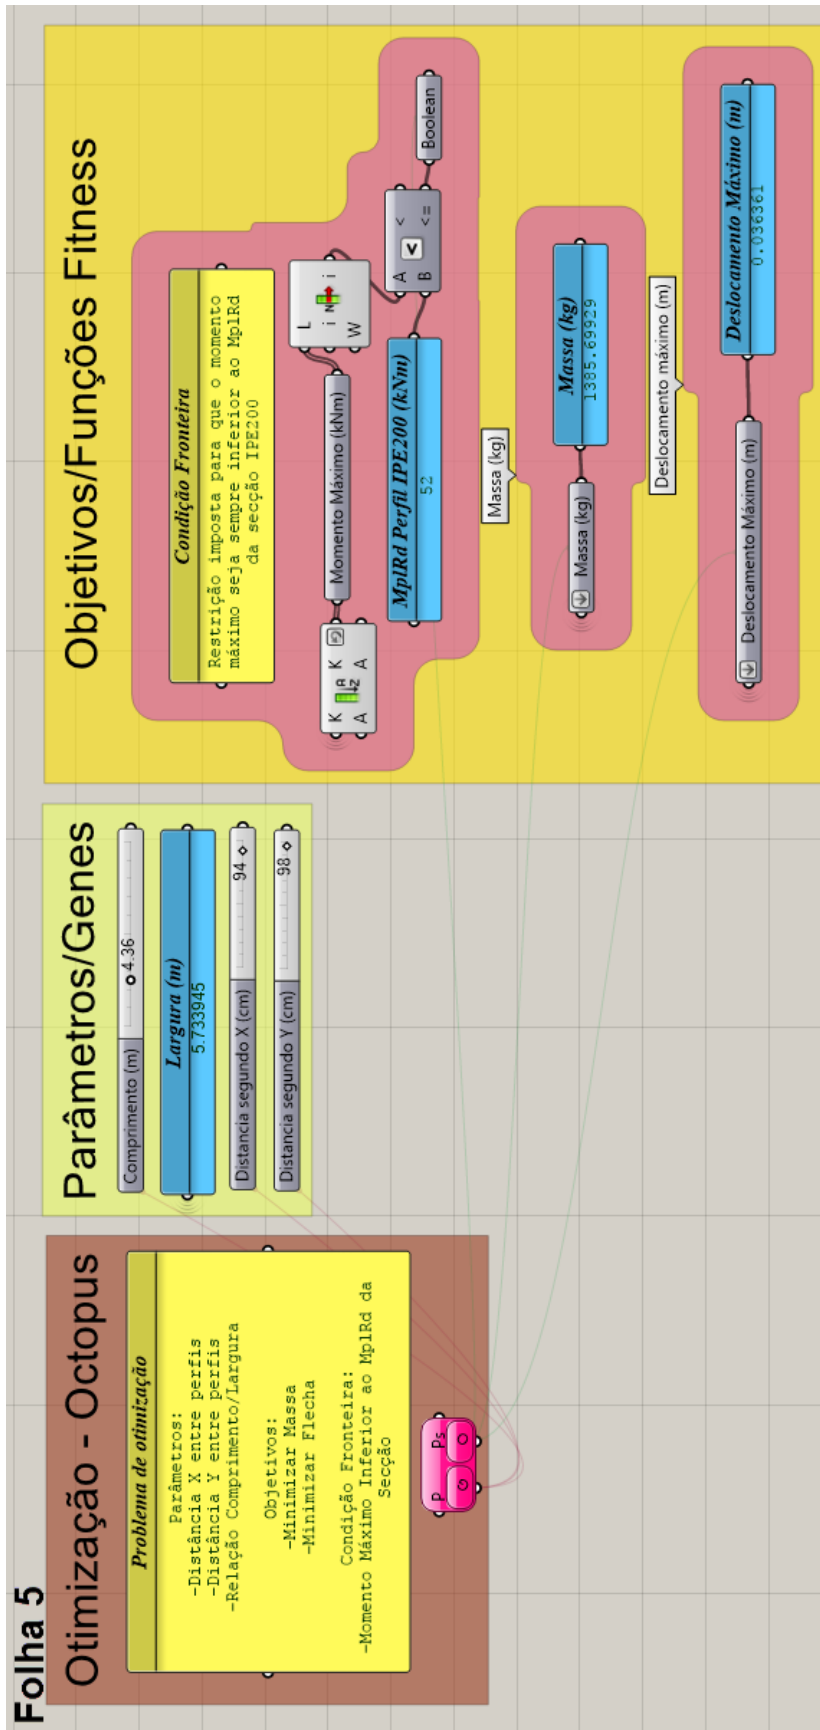 Folha 5
Otimização - Octopus
Problema de otimização
Parâmetros:
-Distância X entre perfis
-Distância Y entre perfis
-Relação Comprimento/Largura
Objetivos:
-Minimizar Massa
-Minimizar Flecha
Condição Fronteira:
-Momento Máximo Inferior ao MplRd da
Secção
P Ps
G O
Parâmetros/Genes
Comprimento (m) 4.36
Largura (m)
5.733945
Distancia segundo X (cm) 94
Distancia segundo Y (cm) 98
Objetivos/Funções Fitness
Condição Fronteira
Restrição imposta para que o momento
máximo seja sempre inferior ao MplRd
da secção IPE200
K K
A A
A
Z
Momento Máximo (kNm)
L
i N i
W
MplRd Perfil IPE200 (kNm)
52
A <
B <=
<
Boolean
Massa (kg)
Massa (kg)
Massa (kg)
1385.69929
Deslocamento máximo (m)
Deslocamento Máximo (m)
Deslocamento Máximo (m)
0.036361